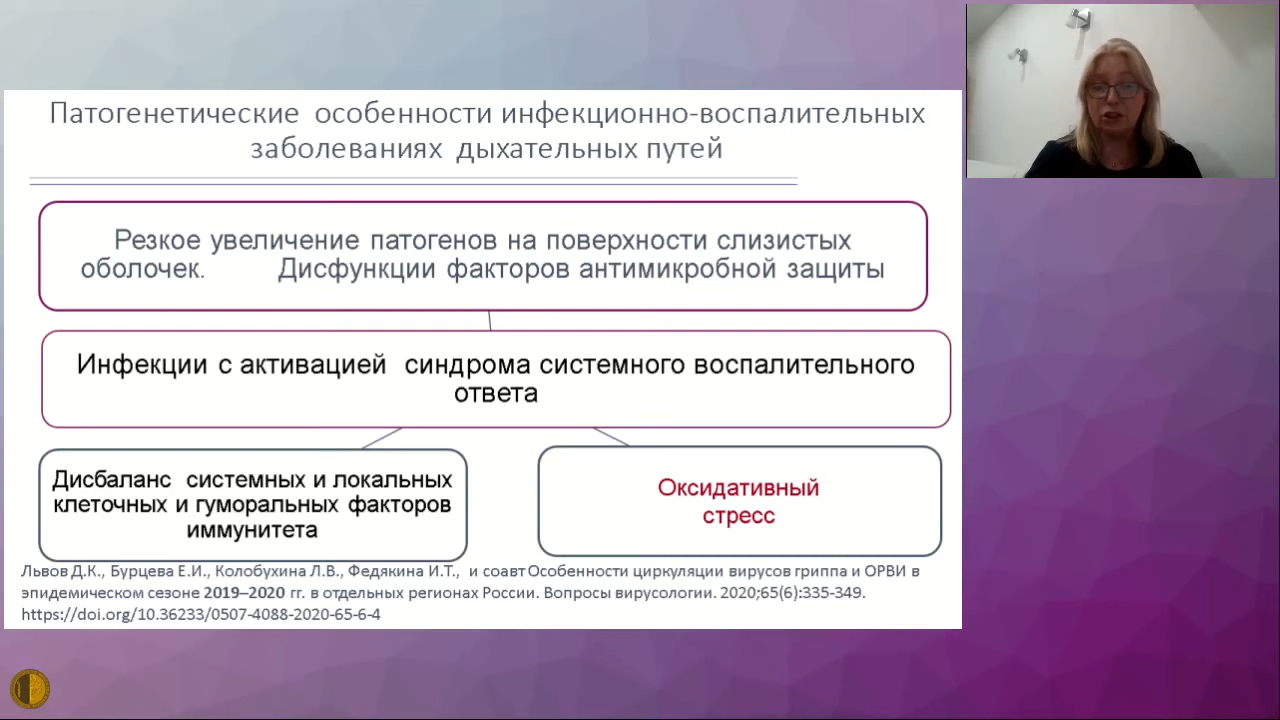 Патогенетические особенности инфекционно-воспалительных
заболеваниях дыхательных путей
Резкое увеличение патогенов на поверхности слизистых
оболочек. Дисфункции факторов антимикробной защиты
Инфекции с активацией синдрома системного воспалительного
ответа
Дисбаланс системных и локальных
клеточных и гуморальных факторов
иммунитета
Оксидативный
стресс
Львов Д.К., Бурцева Е.И., Колобухина Л.В., Федякина И.Т., и соавт Особенности циркуляции вирусов гриппа и ОРВИ в
эпидемическом сезоне 2019–2020 гг. в отдельных регионах России. Вопросы вирусологии. 2020;65(6):335-349.
https://doi.org/10.36233/0507-4088-2020-65-6-4